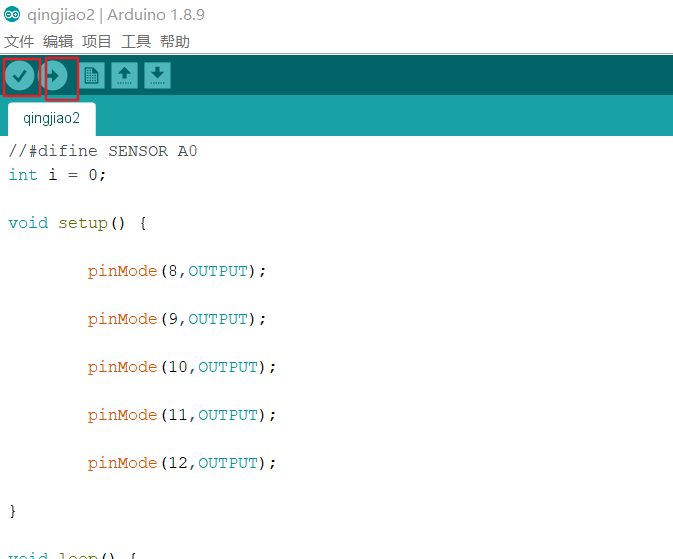 qingjiao2 | Arduino 1.8.9
文件 编辑 项目 工具 帮助
qingjiao2
//#difine SENSOR A0
int i = 0;
void setup() {
pinMode(8,OUTPUT);
pinMode(9,OUTPUT);
pinMode(10,OUTPUT);
pinMode(11,OUTPUT);
pinMode(12,OUTPUT);
}
void loop() {